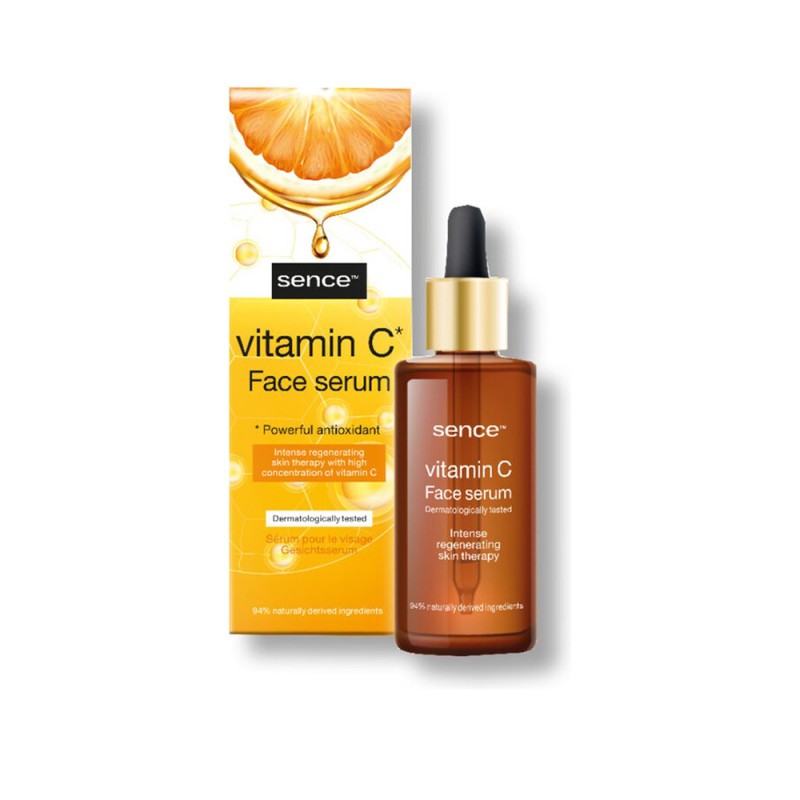 sence™
vitamin C*
Face serum
* Powerful antioxidant
Intense regenerating
skin therapy with high
concentration of vitamin C
Dermatologically tested
Sérum pour le visage
Gesichtsserum
94% naturally derived ingredients
sence™
vitamin C
Face serum
Dermatologically tested
Intense
regenerating
skin therapy
94% naturally derived ingredients